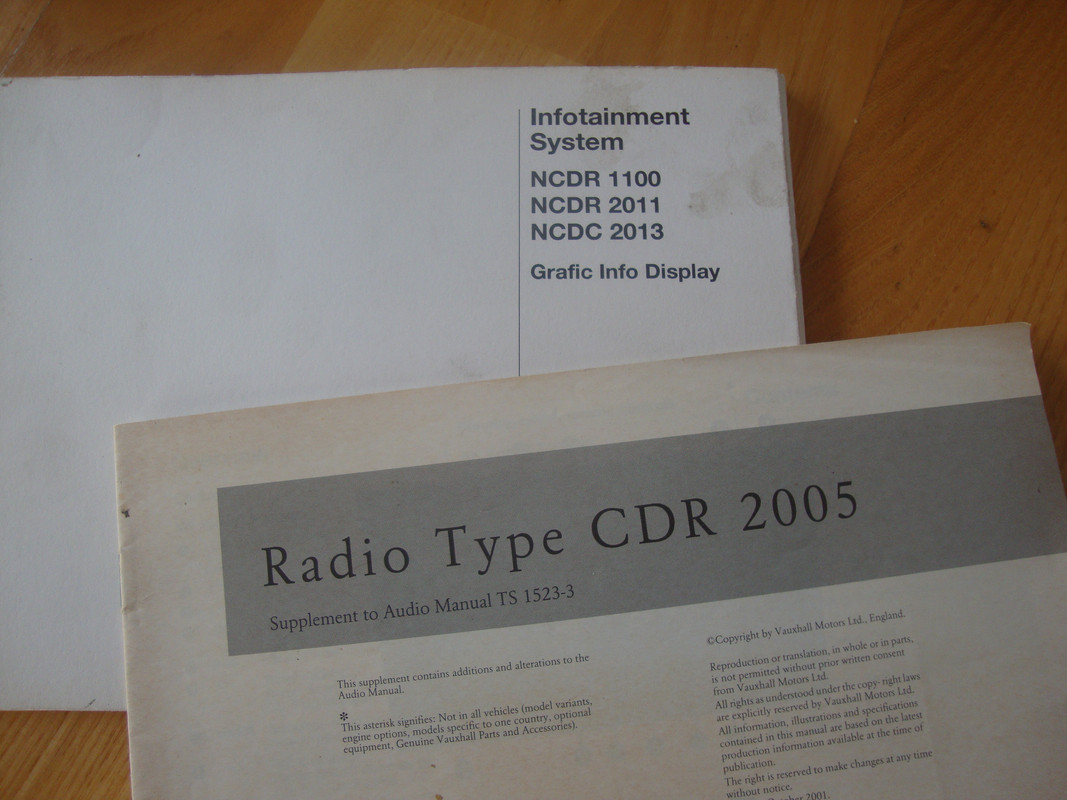 Infotainment
System
NCDR 1100
NCDR 2011
NCDC 2013
Grafic Info Display
Radio Type CDR 2005
Supplement to Audio Manual TS 1523-3
This supplement contains additions and alterations to the
Audio Manual.
✻
This asterisk signifies: Not in all vehicles (model variants,
engine options, models specific to one country, optional
equipment, Genuine Vauxhall Parts and Accessories).
©Copyright by Vauxhall Motors Ltd., England.
Reproduction or translation, in whole or in parts,
is not permitted without prior written consent
from Vauxhall Motors Ltd.
All rights as understood under the copy- right laws
are explicitly reserved by Vauxhall Motors Ltd.
All information, illustrations and specifications
contained in this manual are based on the latest
production information available at the time of
publication.
The right is reserved to make changes at any time
without notice.
2001.